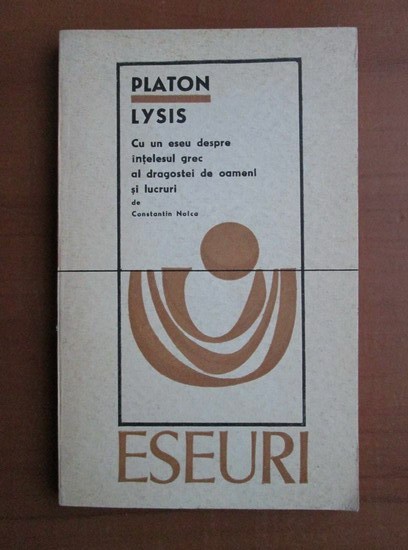 PLATON
LYSIS
Cu un eseu despre
înțelesul grec
al dragostei de oameni
și lucruri
de
Constantin Noica
ESEURI